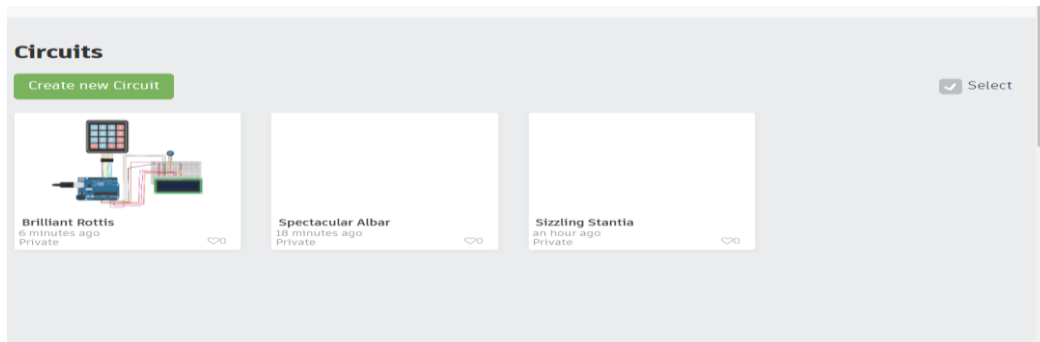 Circuits
Create new Circuit
Select
Brilliant Rottis
6 minutes ago
Private
0
Spectacular Albar
18 minutes ago
Private
0
Sizzling Stantia
an hour ago
Private
0